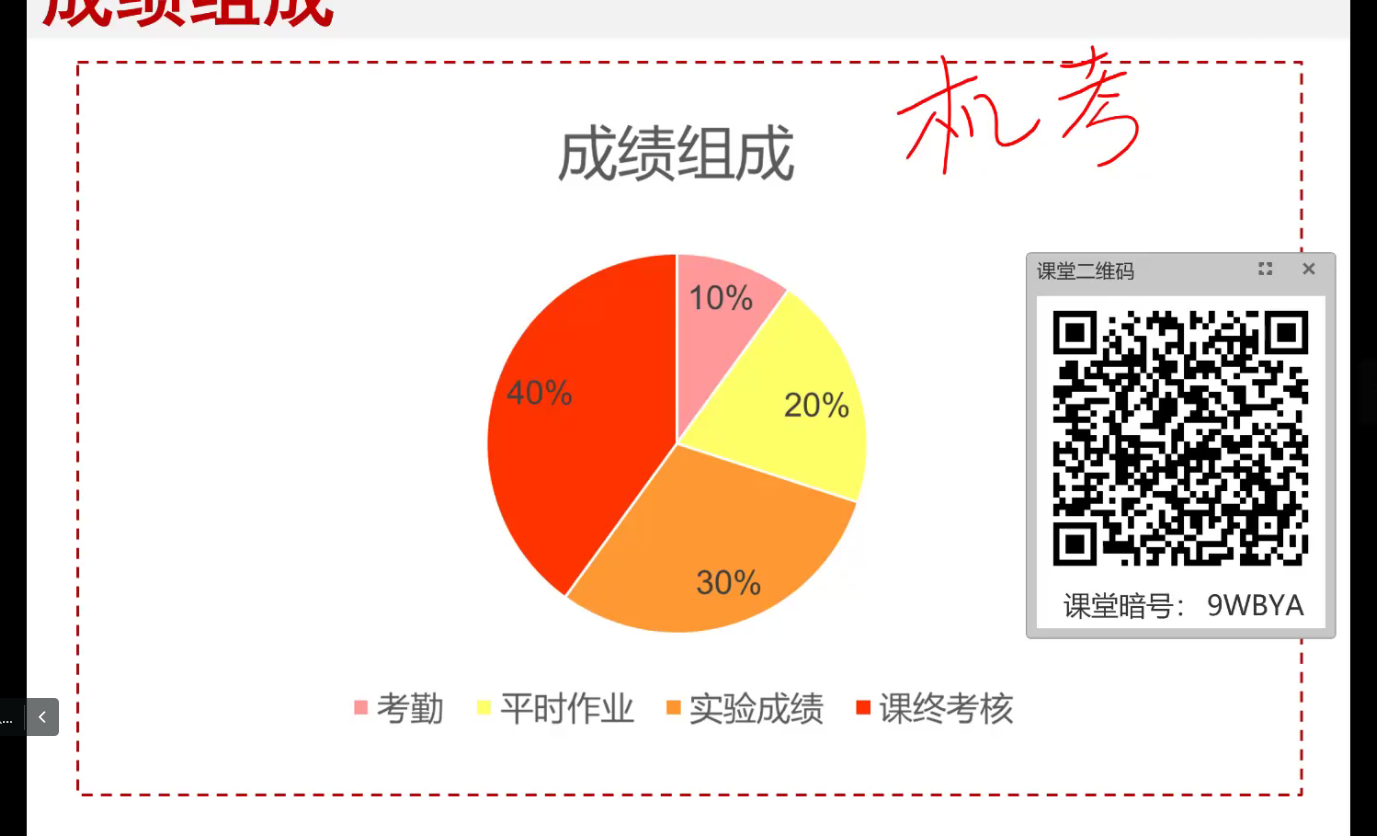 成绩组成
机考
成绩组成
10%
20%
30%
40%
课堂二维码
课堂暗号： 9WBYA
考勤 平时作业 实验成绩 课终考核
...